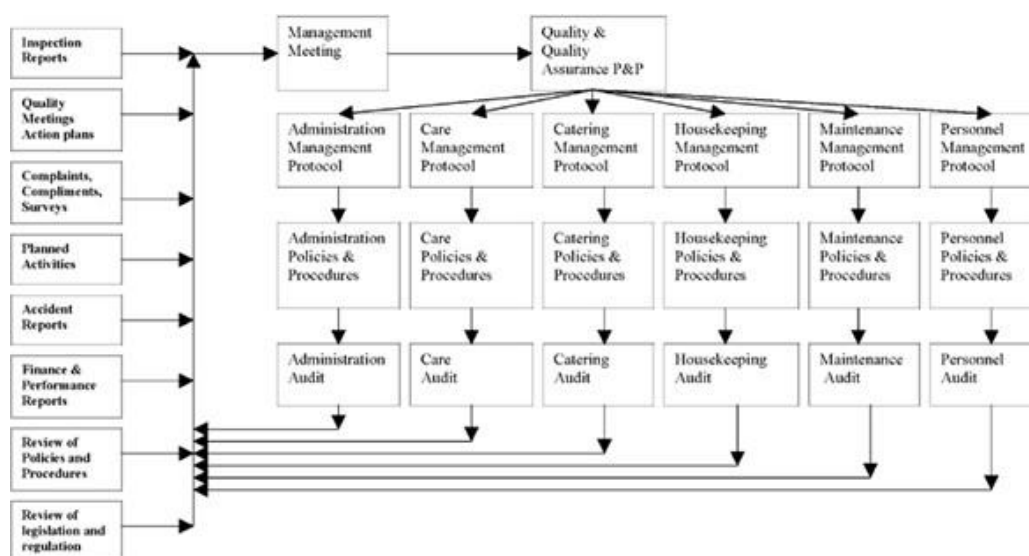 Inspection
Reports
Quality
Meetings
Action plans
Complaints,
Compliments,
Surveys
Planned
Activities
Accident
Reports
Finance &
Performance
Reports
Review of
Policies and
Procedures
Review of
legislation and
regulation
Management
Meeting
Quality &
Quality
Assurance P&P
Administration
Management
Protocol
Care
Management
Protocol
Catering
Management
Protocol
Housekeeping
Management
Protocol
Maintenance
Management
Protocol
Personnel
Management
Protocol
Administration
Policies &
Procedures
Care
Policies &
Procedures
Catering
Policies &
Procedures
Housekeeping
Policies &
Procedures
Maintenance
Policies &
Procedures
Personnel
Policies &
Procedures
Administration
Audit
Care
Audit
Catering
Audit
Housekeeping
Audit
Maintenance
Audit
Personnel
Audit